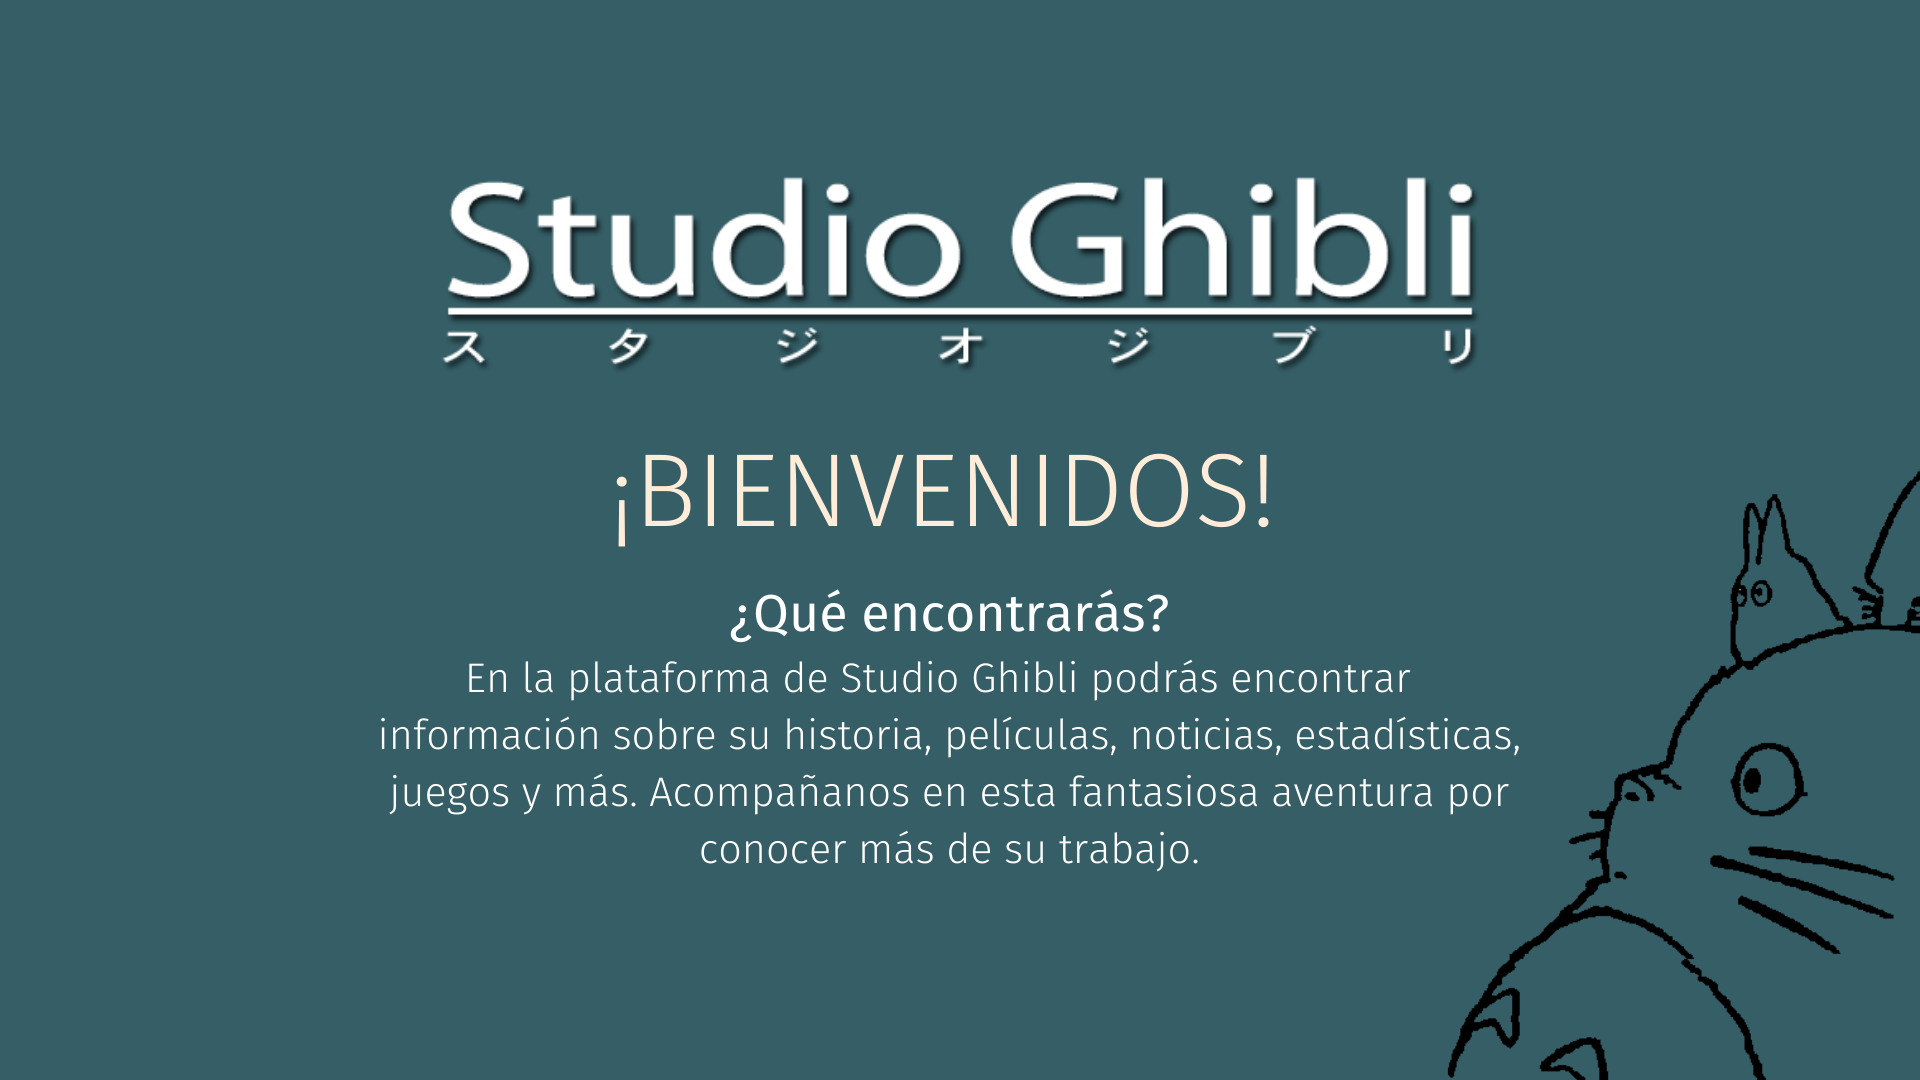 Studio Ghibli
スタジオジブリ
¡BIENVENIDOS!
¿Qué encontrarás?
En la plataforma de Studio Ghibli podrás encontrar
información sobre su historia, películas, noticias, estadísticas,
juegos y más. Acompañanos en esta fantasiosa aventura por
conocer más de su trabajo.